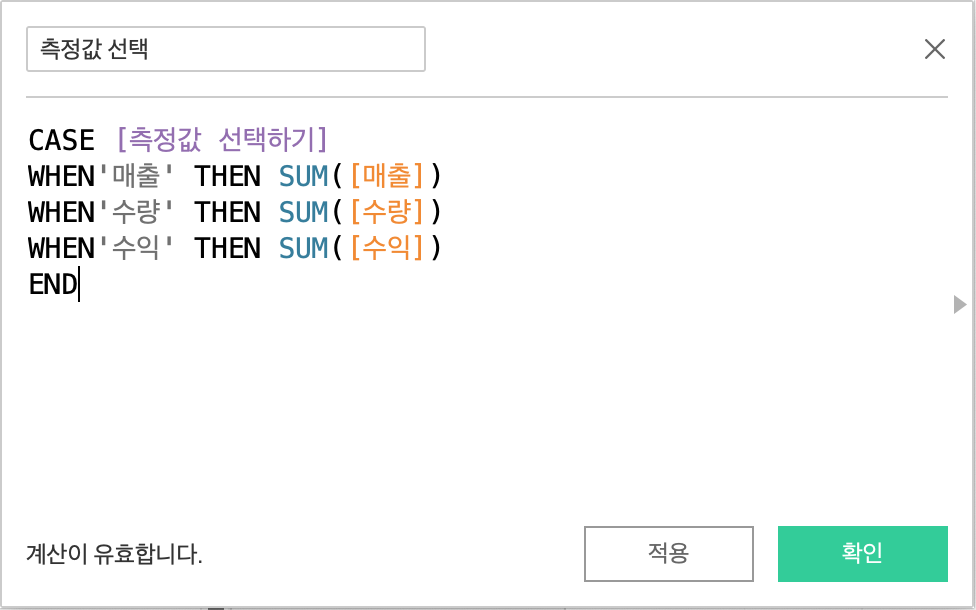 측정값 선택
CASE [측정값 선택하기]
WHEN'매출' THEN SUM([매출])
WHEN'수량' THEN SUM([수량])
WHEN'수익' THEN SUM([수익])
END
계산이 유효합니다.
적용
확인